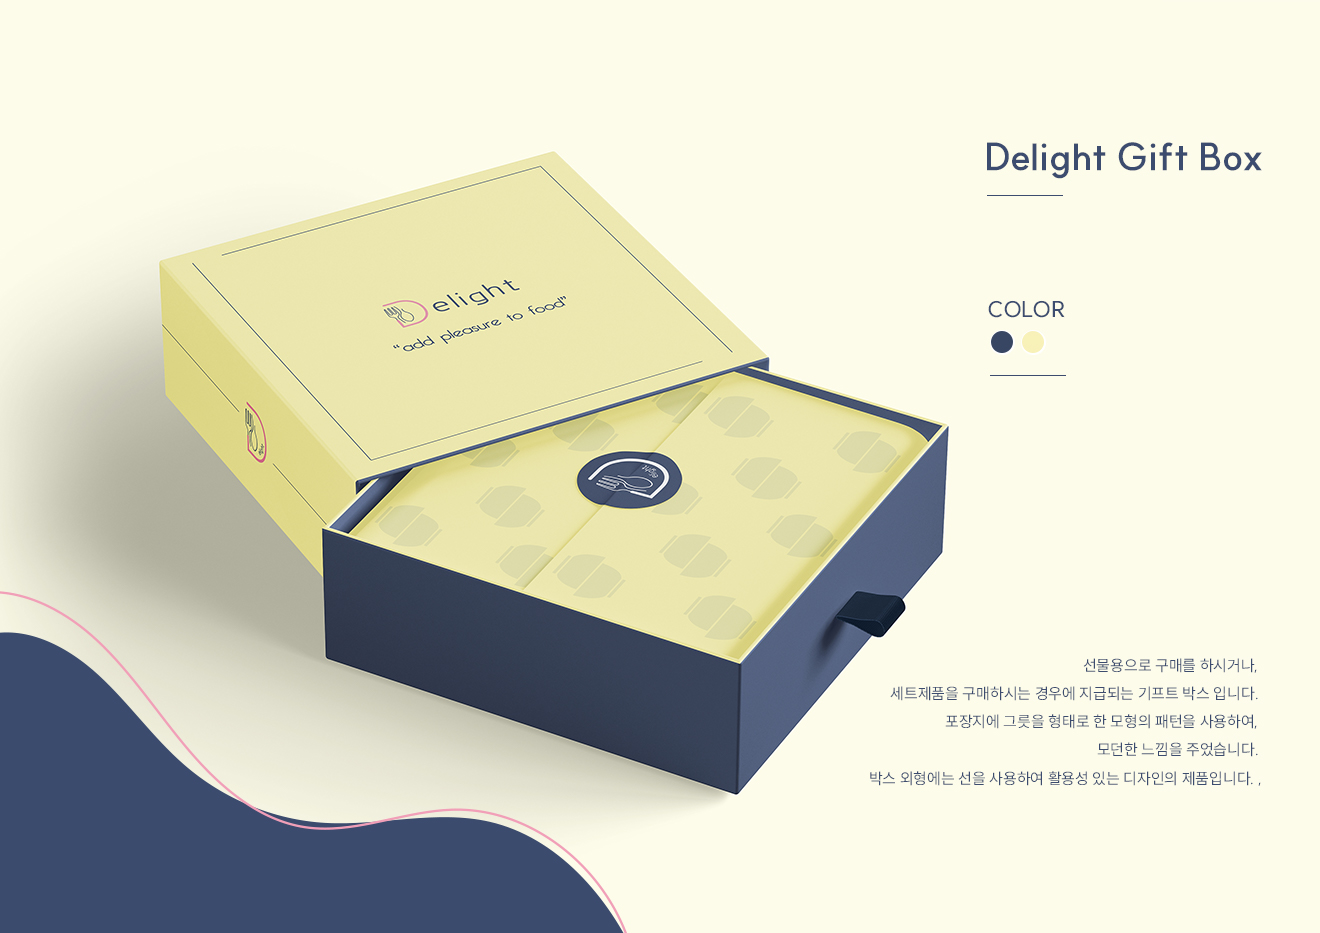 Delight Gift Box
Delight
“add pleasure to food”
COLOR
선물용으로 구매를 하시거나,
세트제품을 구매하시는 경우에 지급되는 기프트 박스 입니다.
포장지에 그릇을 형태로 한 모형의 패턴을 사용하여,
모던한 느낌을 주었습니다.
박스 외형에는 선을 사용하여 활용성 있는 디자인의 제품입니다. ,